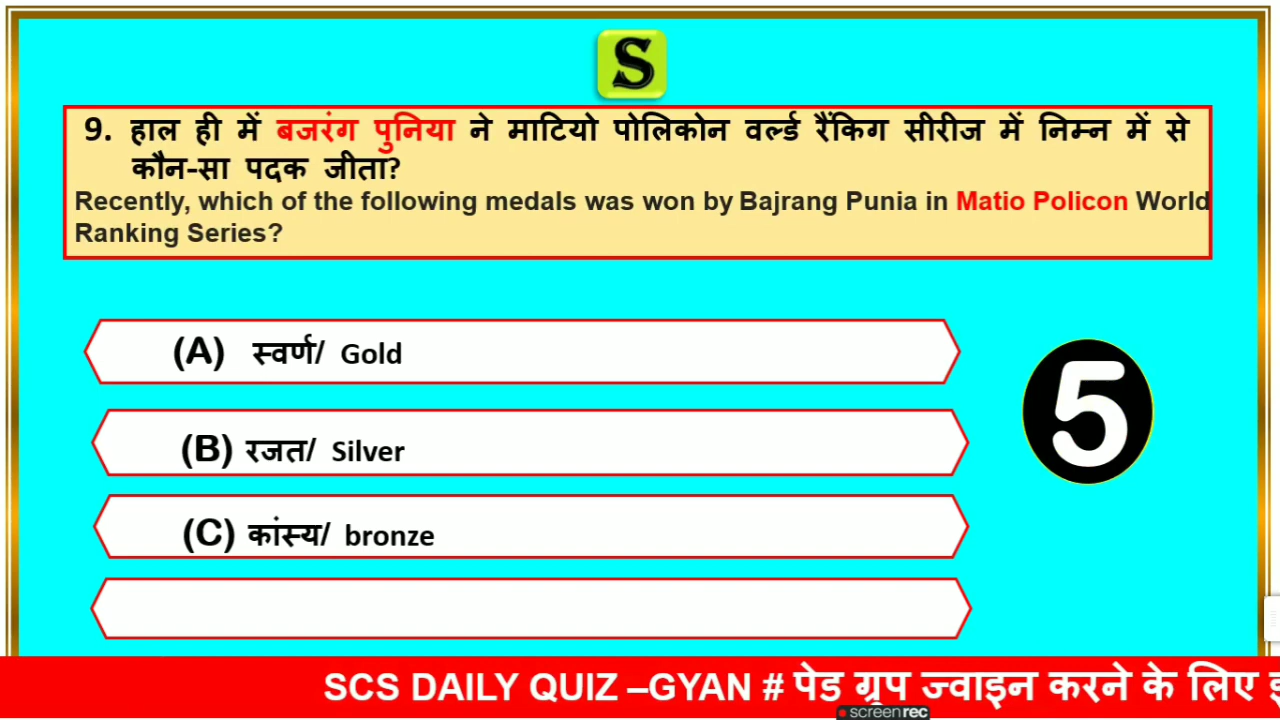 S
9. हाल ही में बजरंग पुनिया ने माटियो पोलिकोन वर्ल्ड रैंकिग सीरीज में निम्न में से
कौन-सा पदक जीता?
Recently, which of the following medals was won by Bajrang Punia in Matio Policon World
Ranking Series?
(A) स्वर्ण/ Gold
(B) रजत/ Silver
(C) कांस्य/ bronze
5
SCS DAILY QUIZ –GYAN # पेड ग्रूप ज्वाइन करने के लिए
screenrec